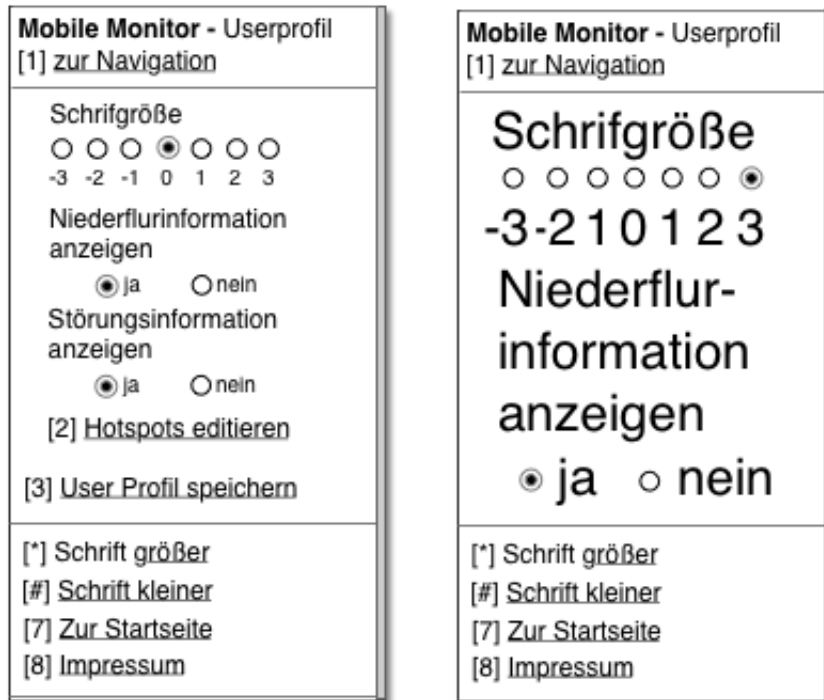 Mobile Monitor - Userprofil
[1] zur Navigation
Schrifgröße
-3 -2 -1 0 1 2 3
Niederflurinformation
anzeigen
ja nein
Störungsinformation
anzeigen
ja nein
[2] Hotspots editieren
[3] User Profil speichern
[*] Schrift größer
[#] Schrift kleiner
[7] Zur Startseite
[8] Impressum
Mobile Monitor - Userprofil
[1] zur Navigation
Schrifgröße
-3 -2 1 0 1 2 3
Niederflur-
information
anzeigen
ja nein
[*] Schrift größer
[#] Schrift kleiner
[7] Zur Startseite
[8] Impressum